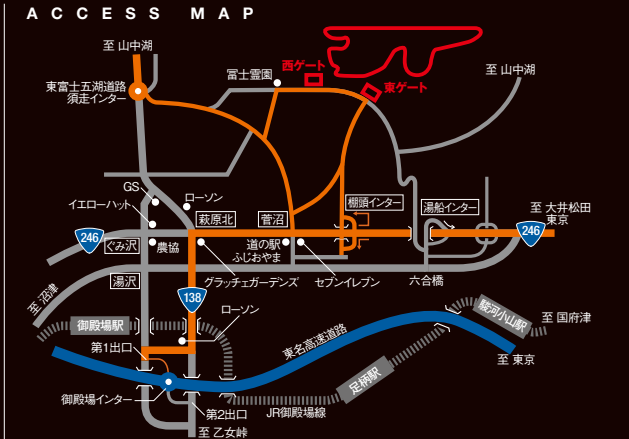 ACCESS MAP
至 山中湖
東富士五湖道路
須走インター
冨士霊園
西ゲート
東ゲート
至 山中湖
GS
ローソン
イエローハット
萩原北
菅沼
棚頭インター
湯船インター
至 大井松田
東京
246
ぐみ沢
農協
道の駅
ふじおやま
246
湯沢
グラッチェガーデンズ
セブンイレブン
六合橋
至 沼津
138
御殿場駅
ローソン
駿河小山駅
至 国府津
第1出口
東名高速道路
至 東京
足柄駅
御殿場インター
第2出口
JR御殿場線
至 乙女峠